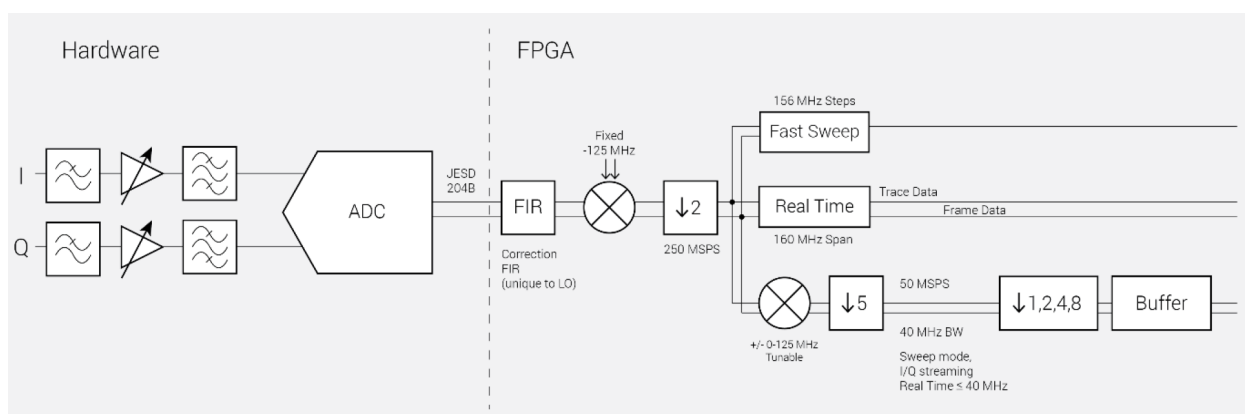 Hardware
FPGA
I
Q
ADC
JESD
204B
FIR
Correction
FIR
(unique to LO)
Fixed
-125 MHz
↓2
250 MSPS
156 MHz Steps
Fast Sweep
Real Time
160 MHz Span
Trace Data
Frame Data
+/- 0-125 MHz
Tunable
↓5
50 MSPS
40 MHz BW
Sweep mode,
I/Q streaming
Real Time ≤ 40 MHz
↓1,2,4,8
Buffer